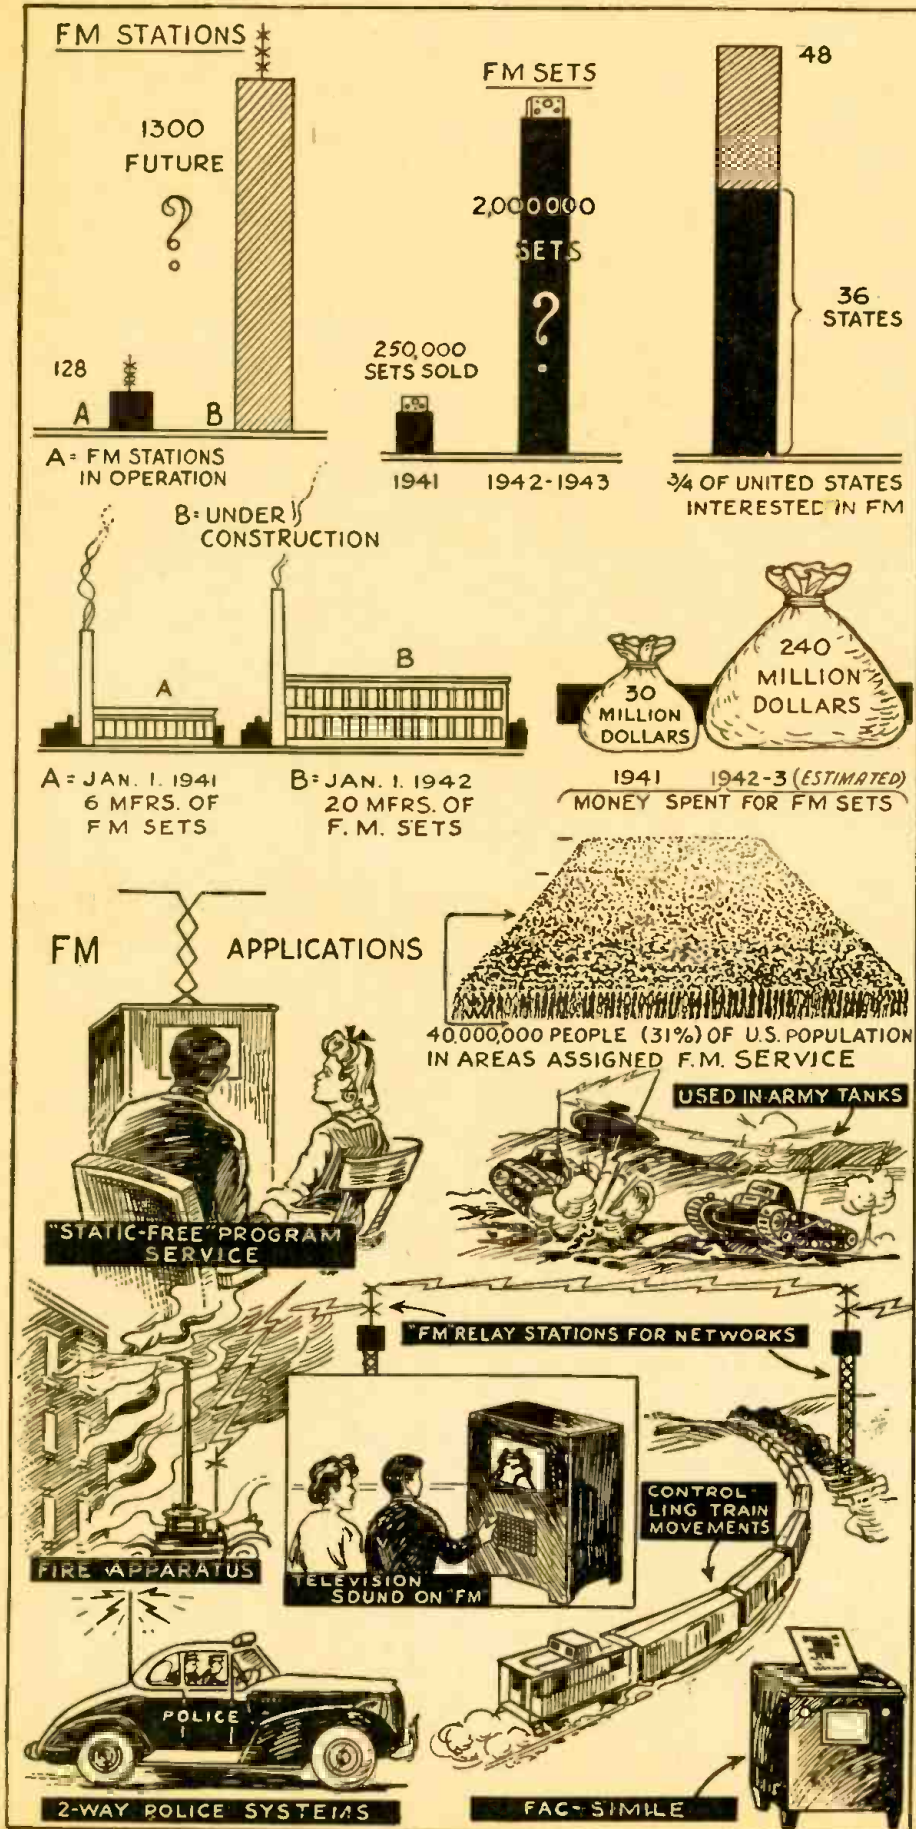 FM STATIONS
1300
FUTURE
?
128
A
B
A = FM STATIONS
IN OPERATION
B = UNDER
CONSTRUCTION
FM SETS
2,000,000
SETS
?
250,000
SETS SOLD
1941
1942-1943
48
36
STATES
3/4 OF UNITED STATES
INTERESTED IN FM
A
B
A = JAN. 1. 1941
6 MFRS. OF
FM SETS
B = JAN. 1. 1942
20 MFRS. OF
F. M. SETS
30
MILLION
DOLLARS
240
MILLION
DOLLARS
1941
1942-3 (ESTIMATED)
MONEY SPENT FOR FM SETS
FM APPLICATIONS
40,000,000 PEOPLE (31%) OF U.S. POPULATION
IN AREAS ASSIGNED F.M. SERVICE
USED IN ARMY TANKS
"STATIC-FREE" PROGRAM
SERVICE
"FM" RELAY STATIONS FOR NETWORKS
FIRE APPARATUS
TELEVISION
SOUND ON "FM"
CONTROL-
LING TRAIN
MOVEMENTS
POLICE
2-WAY POLICE SYSTEMS
FAC-SIMILE